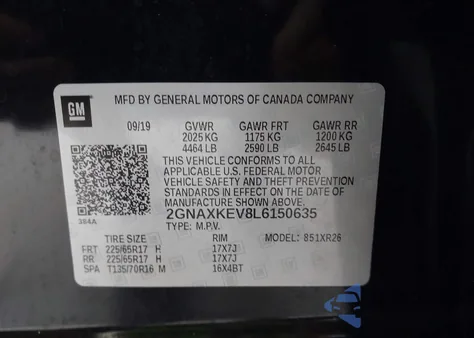 GM MFD BY GENERAL MOTORS OF CANADA COMPANY
09/19 GVWR GAWR FRT GAWR RR
2025 KG 1175 KG 1200 KG
4464 LB 2590 LB 2645 LB
THIS VEHICLE CONFORMS TO ALL
APPLICABLE U.S. FEDERAL MOTOR
VEHICLE SAFETY AND THEFT PREVENTION
STANDARDS IN EFFECT ON THE DATE OF
MANUFACTURE SHOWN ABOVE.
2GNAXKEV8L6150635
384A
TYPE: M.P.V.
TIRE SIZE RIM MODEL: 851XR26
FRT 225/65R17 H 17X7J
RR 225/65R17 H 17X7J
SPA T135/70R16 M 16X4BT